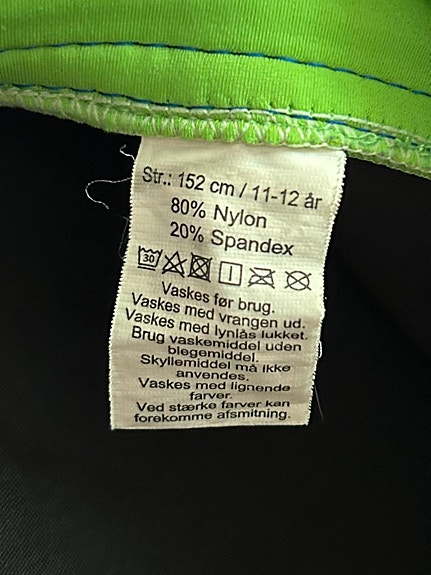 Str.: 152 cm / 11-12 år
80% Nylon
20% Spandex
30
Vaskes før brug.
Vaskes med vrangen ud.
Vaskes med lynlås lukket.
Brug vaskemiddel uden
blegemiddel.
Skyllemiddel må ikke
anvendes.
Vaskes med lignende
farver.
Ved stærke farver kan
forekomme afsmitning.